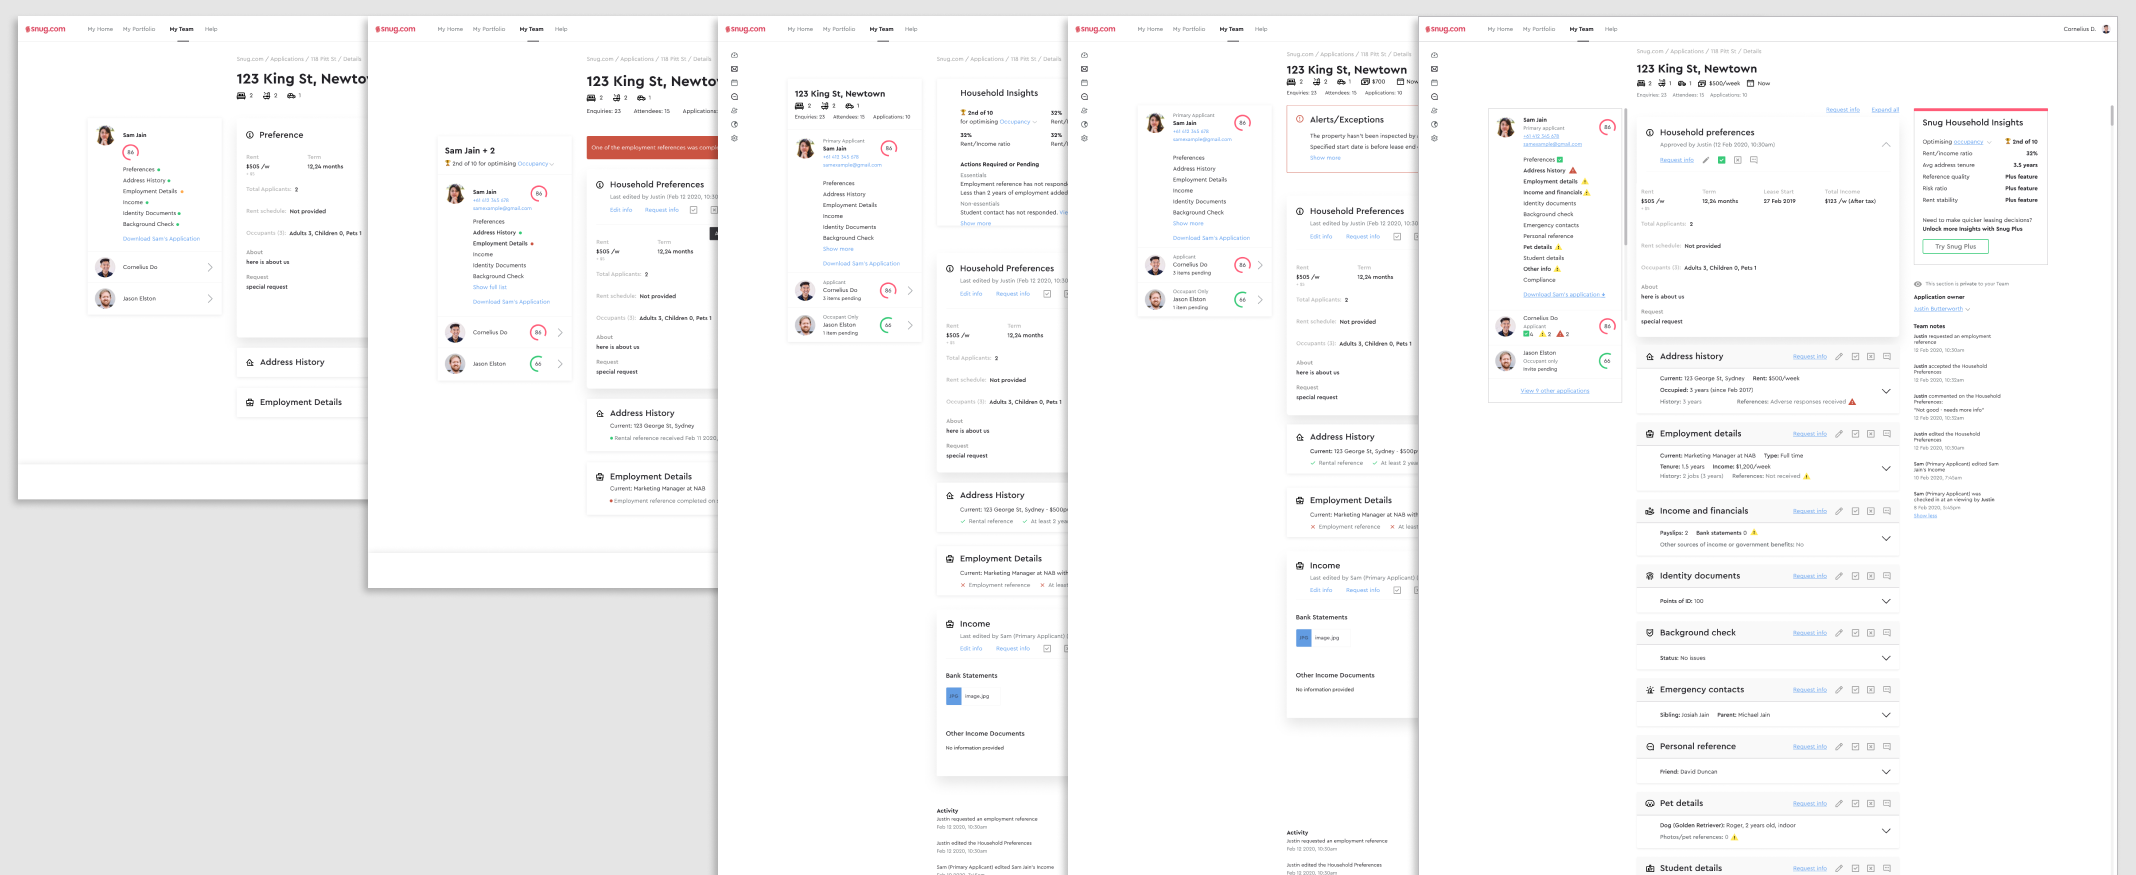 snug.com
My Home My Portfolio My Team Help
Snug.com / Applications / 118 Pitt St / Details
123 King St, Newto
2 2 1
Sam Jain
86
Preferences
Address History
Employment Details
Income
Identity Documents
Background Check
Download Sam's Application
Cornelius Do
Jason Elston
Preference
Rent Term
$505 /w 12,24 months
Total Applicants: 2
Rent schedule: Not provided
Occupants (3): Adults 3, Children 0, Pets 1
About
here is about us
Request
special request
Address History
Employment Details
snug.com
My Home My Portfolio My Team Help
Snug.com / Applications / 118 Pitt St / Details
123 King St, Newtow
2 2 1
Enquiries: 23 Attendees: 15 Applications:
Sam Jain + 2
2nd of 10 for optimising Occupancy
Sam Jain
+61 412 345 678
samexample@gmail.com
86
Preferences
Address History
Employment Details
Income
Identity Documents
Background Check
Show full list
Download Sam's Application
Cornelius Do 86
Jason Elston 66
One of the employment references was comple
Household Preferences
Last edited by Justin (Feb 12 2020, 10:30
Edit info Request info
Rent Term
$505 /w 12,24 months
Total Applicants: 2
Rent schedule: Not provided
Occupants (3): Adults 3, Children 0, Pets 1
About
here is about us
Request
special request
Address History
Current: 123 George St, Sydney
Rental reference received Feb 11 2020,
Employment Details
Current: Marketing Manager at NAB
Employment reference completed on
snug.com
My Home My Portfolio My Team Help
Snug.com / Applications / 118 Pitt St / Details
123 King St, Newtown
2 2 1
Enquiries: 23 Attendees: 15 Applications: 10
Primary Applicant
Sam Jain
+61 412 345 678
samexample@gmail.com
86
Preferences
Address History
Employment Details
Income
Identity Documents
Background Check
Show more
Download Sam's Application
Applicant
Cornelius Do
3 items pending
86
Occupant Only
Jason Elston
1 item pending
66
Household Insights
2nd of 10 32%
for optimising Occupancy Rent/
32% 32%
Rent/Income ratio Rent/
Actions Required or Pending
Essentials
Employment reference has not respond
Less than 2 years of employment added
Non-essentials
Student contact has not responded. Vi
Show more
Household Preferences
Last edited by Justin (Feb 12 2020, 10:30
Edit info Request info
Rent Term
$505 /w 12,24 months
Total Applicants: 2
Rent schedule: Not provided
Occupants (3): Adults 3, Children 0, Pets 1
About
here is about us
Request
special request
Address History
Current: 123 George St, Sydney - $500p
Rental reference At least 2 yea
Employment Details
Current: Marketing Manager at NAB with
Employment reference At least
Income
Last edited by Sam (Primary Applicant) (
Edit info Request info
Bank Statements
JPG image.jpg
Other Income Documents
No information provided
Activity
Justin requested an employment reference
Feb 12 2020, 10:30am
Justin edited the Household Preferences
Feb 12 2020, 10:30am
Sam (Primary Applicant) edited Sam Jain's Income
snug.com
My Home My Portfolio My Team Help
Snug.com / Applications / 118 Pitt St / Details
123 King St, Newtown
2 2 1 $700 Now
Enquiries: 23 Attendees: 15 Applications: 10
Primary Applicant
Sam Jain
+61 412 345 678
samexample@gmail.com
86
Preferences
Address History
Employment Details
Income
Identity Documents
Background Check
Show more
Download Sam's Application
Applicant
Cornelius Do
3 items pending
86
Occupant Only
Jason Elston
1 item pending
66
Alerts/Exceptions
The property hasn't been inspected by
Specified start date is before lease end
Show more
Household Preferences
Last edited by Justin (Feb 12 2020, 10:30
Edit info Request info
Rent Term
$505 /w 12,24 months
Total Applicants: 2
Rent schedule: Not provided
Occupants (3): Adults 3, Children 0, Pets 1
About
here is about us
Request
special request
Address History
Current: 123 George St, Sydney - $500p
Rental reference At least 2 yea
Employment Details
Current: Marketing Manager at NAB with
Employment reference At least
Income
Last edited by Sam (Primary Applicant) (
Edit info Request info
Bank Statements
JPG image.jpg
Other Income Documents
No information provided
Activity
Justin requested an employment reference
Feb 12 2020, 10:30am
Justin edited the Household Preferences
Feb 12 2020, 10:30am
snug.com
My Home My Portfolio My Team Help
Cornelius D.
Snug.com / Applications / 118 Pitt St / Details
123 King St, Newtown
2 1 1 $500/week Now
Enquiries: 23 Attendees: 15 Applications: 10
Request info Expand all
Sam Jain
Primary applicant
+61 412 345 678
samexample@gmail.com
86
Preferences
Address history
Employment details
Income and financials
Identity documents
Background check
Emergency contacts
Personal reference
Pet details
Student details
Other info
Compliance
Download Sam's application
Cornelius Do
Applicant
4 2 2
86
Jason Elston
Occupant only
Invite pending
66
View 9 other applications
Household preferences
Approved by Justin (12 Feb 2020, 10:30am)
Request info
Rent Term Leave Start Total Income
$505 /w 12,24 months 27 Feb 2019 $123 /w (After tax)
Total Applicants: 2
Rent schedule: Not provided
Occupants (3): Adults 3, Children 0, Pets 1
About
here is about us
Request
special request
Address history Request info
Current: 123 George St, Sydney Rent: $500/week
Occupied: 3 years (since Feb 2017)
History: 3 years References: Adverse responses received
Employment details Request info
Current: Marketing Manager at NAB Type: Full time
Tenure: 1.5 years Income: $1,200/week
History: 2 jobs (3 years) References: Not received
Income and financials Request info
Payslips: 2 Bank statements 0
Other sources of income or government benefits: No
Identity documents Request info
Points of ID: 100
Background check Request info
Status: No issues
Emergency contacts Request info
Sibling: Josiah Jain Parent: Michael Jain
Personal reference Request info
Friend: David Duncan
Pet details Request info
Dog (Golden Retriever): Roger, 2 years old, indoor
Photos/pet references: 0
Student details Request info
Snug Household Insights
Optimising occupancy 2nd of 10
Rent/income ratio 32%
Avg address tenure 3.5 years
Reference quality Plus feature
Risk ratio Plus feature
Rent stability Plus feature
Need to make quicker leasing decisions?
Unlock more Insights with Snug Plus
Try Snug Plus
This section is private to your Team
Application owner
Justin Butterworth
Team notes
Justin requested an employment
reference
12 Feb 2020, 10:30am
Justin accepted the Household
Preferences
12 Feb 2020, 10:32am
Justin commented on the Household
Preferences:
"Not good - needs more info"
12 Feb 2020, 10:32am
Justin edited the Household
Preferences
12 Feb 2020, 10:30am
Sam (Primary Applicant) edited Sam
Jain's Income
10 Feb 2020, 7:45am
Sam (Primary Applicant) was
checked in at an viewing by Justin
8 Feb 2020, 5:45pm
Show less